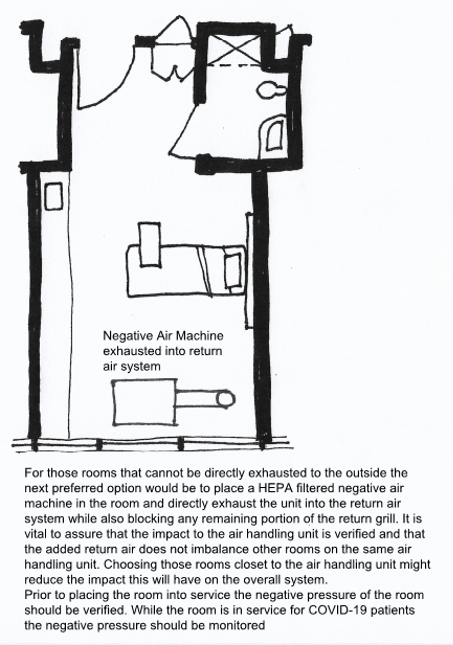 Negative Air Machine
exhausted into return
air system
For those rooms that cannot be directly exhausted to the outside the
next preferred option would be to place a HEPA filtered negative air
machine in the room and directly exhaust the unit into the return air
system while also blocking any remaining portion of the return grill. It is
vital to assure that the impact to the air handling unit is verified and that
the added return air does not imbalance other rooms on the same air
handling unit. Choosing those rooms closet to the air handling unit might
reduce the impact this will have on the overall system.
Prior to placing the room into service the negative pressure of the room
should be verified. While the room is in service for COVID-19 patients
the negative pressure should be monitored